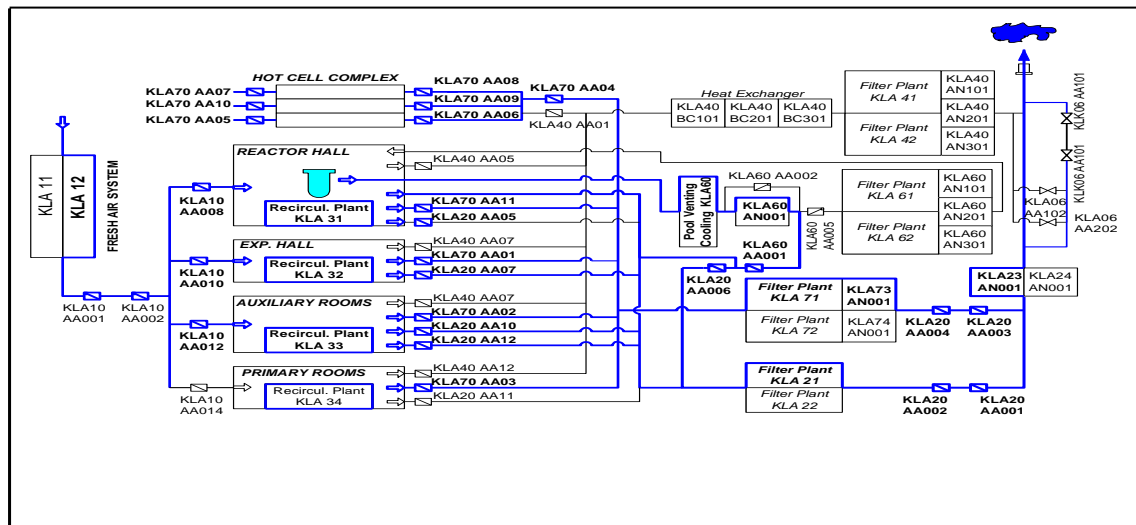 HOT CELL COMPLEX
KLA70 AA07
KLA70 AA10
KLA70 AA05
KLA70 AA08
KLA70 AA09
KLA70 AA06
KLA70 AA04
KLA40 AA01
Heat Exchanger
KLA40
BC101
KLA40
BC201
KLA40
BC301
Filter Plant
KLA 41
Filter Plant
KLA 42
KLA40
AN101
KLA40
AN201
KLA40
AN301
KLK06 AA101
KLK06 AA101
KLA06
AA102
KLA06
AA202
KLA 11
KLA 12
FRESH AIR SYSTEM
KLA10
AA001
KLA10
AA002
KLA10
AA008
KLA10
AA010
KLA10
AA012
KLA10
AA014
REACTOR HALL
Recircul. Plant
KLA 31
KLA40 AA05
KLA70 AA11
KLA20 AA05
EXP. HALL
Recircul. Plant
KLA 32
KLA40 AA07
KLA70 AA01
KLA20 AA07
AUXILIARY ROOMS
Recircul. Plant
KLA 33
KLA40 AA07
KLA70 AA02
KLA20 AA10
KLA20 AA12
PRIMARY ROOMS
Recircul. Plant
KLA 34
KLA40 AA12
KLA70 AA03
KLA20 AA11
Pool Venting
Cooling KLA60
KLA60 AA002
KLA60
AN001
KLA60
AA001
KLA60
AA005
KLA20
AA006
Filter Plant
KLA 61
Filter Plant
KLA 62
KLA60
AN101
KLA60
AN201
KLA60
AN301
Filter Plant
KLA 71
Filter Plant
KLA 72
KLA73
AN001
KLA74
AN001
KLA23
AN001
KLA24
AN001
KLA20
AA004
KLA20
AA003
Filter Plant
KLA 21
Filter Plant
KLA 22
KLA20
AA002
KLA20
AA001